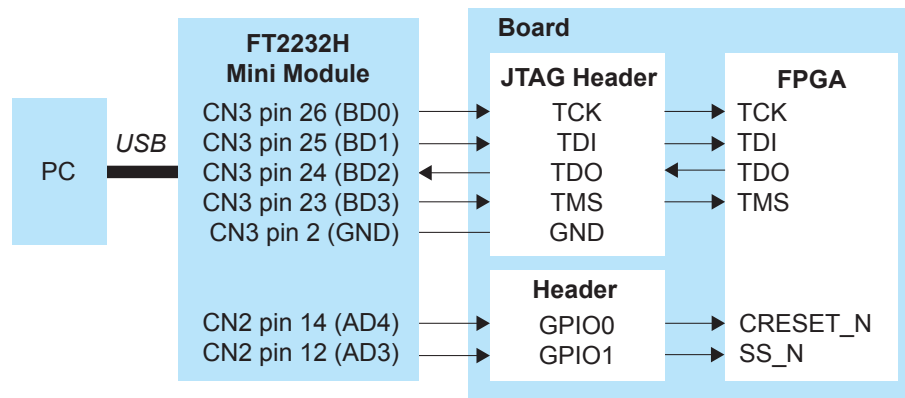 PC
USB
FT2232H
Mini Module
CN3 pin 26 (BD0)
CN3 pin 25 (BD1)
CN3 pin 24 (BD2)
CN3 pin 23 (BD3)
CN3 pin 2 (GND)
CN2 pin 14 (AD4)
CN2 pin 12 (AD3)
Board
JTAG Header
TCK
TDI
TDO
TMS
GND
Header
GPIO0
GPIO1
FPGA
TCK
TDI
TDO
TMS
CRESET_N
SS_N